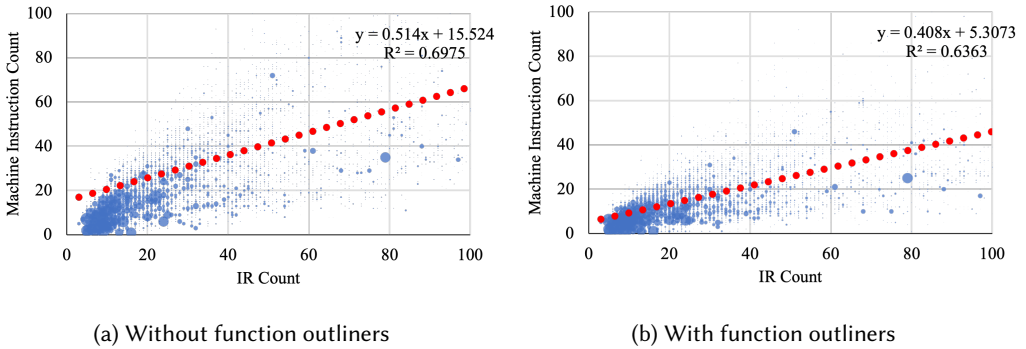 100
80
60
40
20
0
Machine Instruction Count
y = 0.514x + 15.524
R² = 0.6975
0 20 40 60 80 100
IR Count
(a) Without function outliners
100
80
60
40
20
0
Machine Instruction Count
y = 0.408x + 5.3073
R² = 0.6363
0 20 40 60 80 100
IR Count
(b) With function outliners